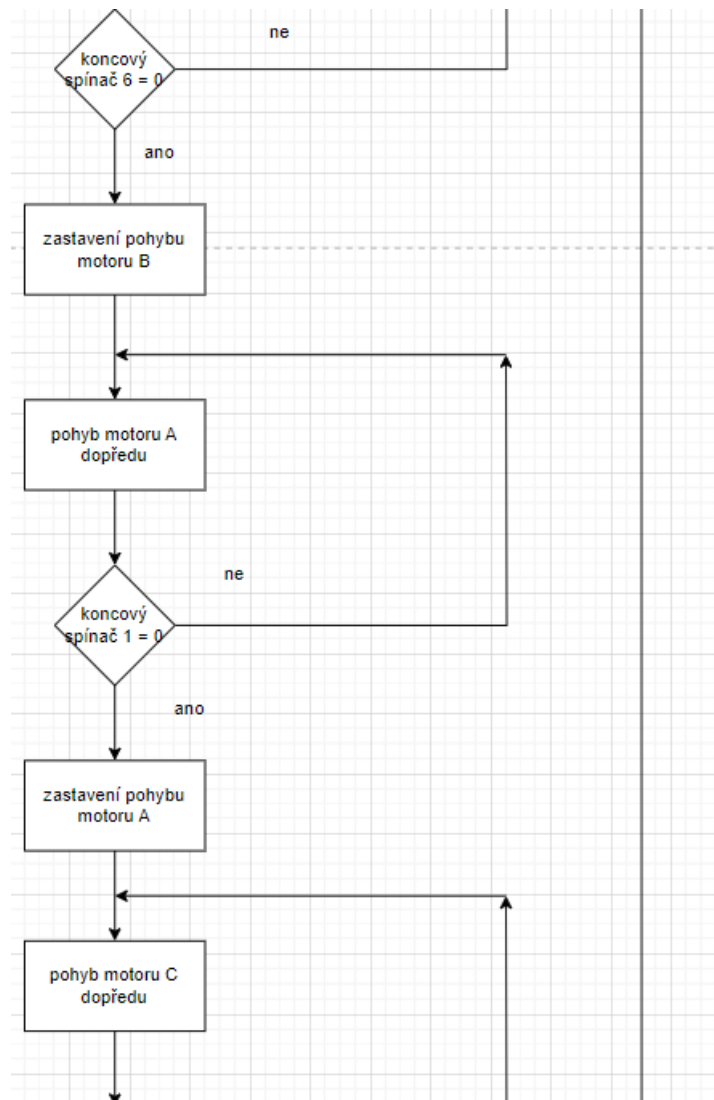 ne
koncový
spínač 6 = 0
ano
zastavení pohybu
motoru B
pohyb motoru A
dopředu
ne
koncový
spínač 1 = 0
ano
zastavení pohybu
motoru A
pohyb motoru C
dopředu